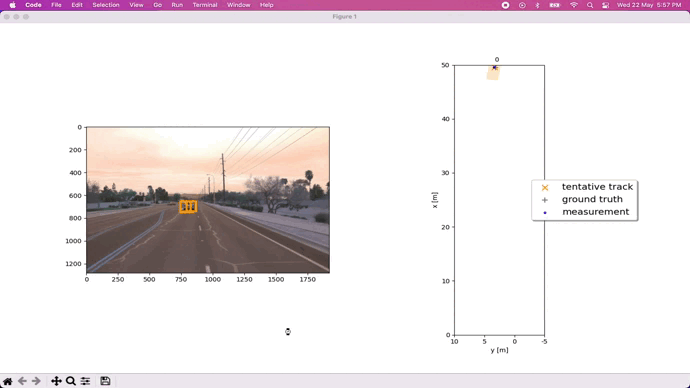 Code File Edit Selection View Go Run Terminal Window Help Wed 22 May 5:57 PM
Figure 1
0
50
40
30
20
10
0
x [m]
10 5 0 -5
y [m]
tentative track
ground truth
measurement
0
200
400
600
800
1000
1200
0 250 500 750 1000 1250 1500 1750